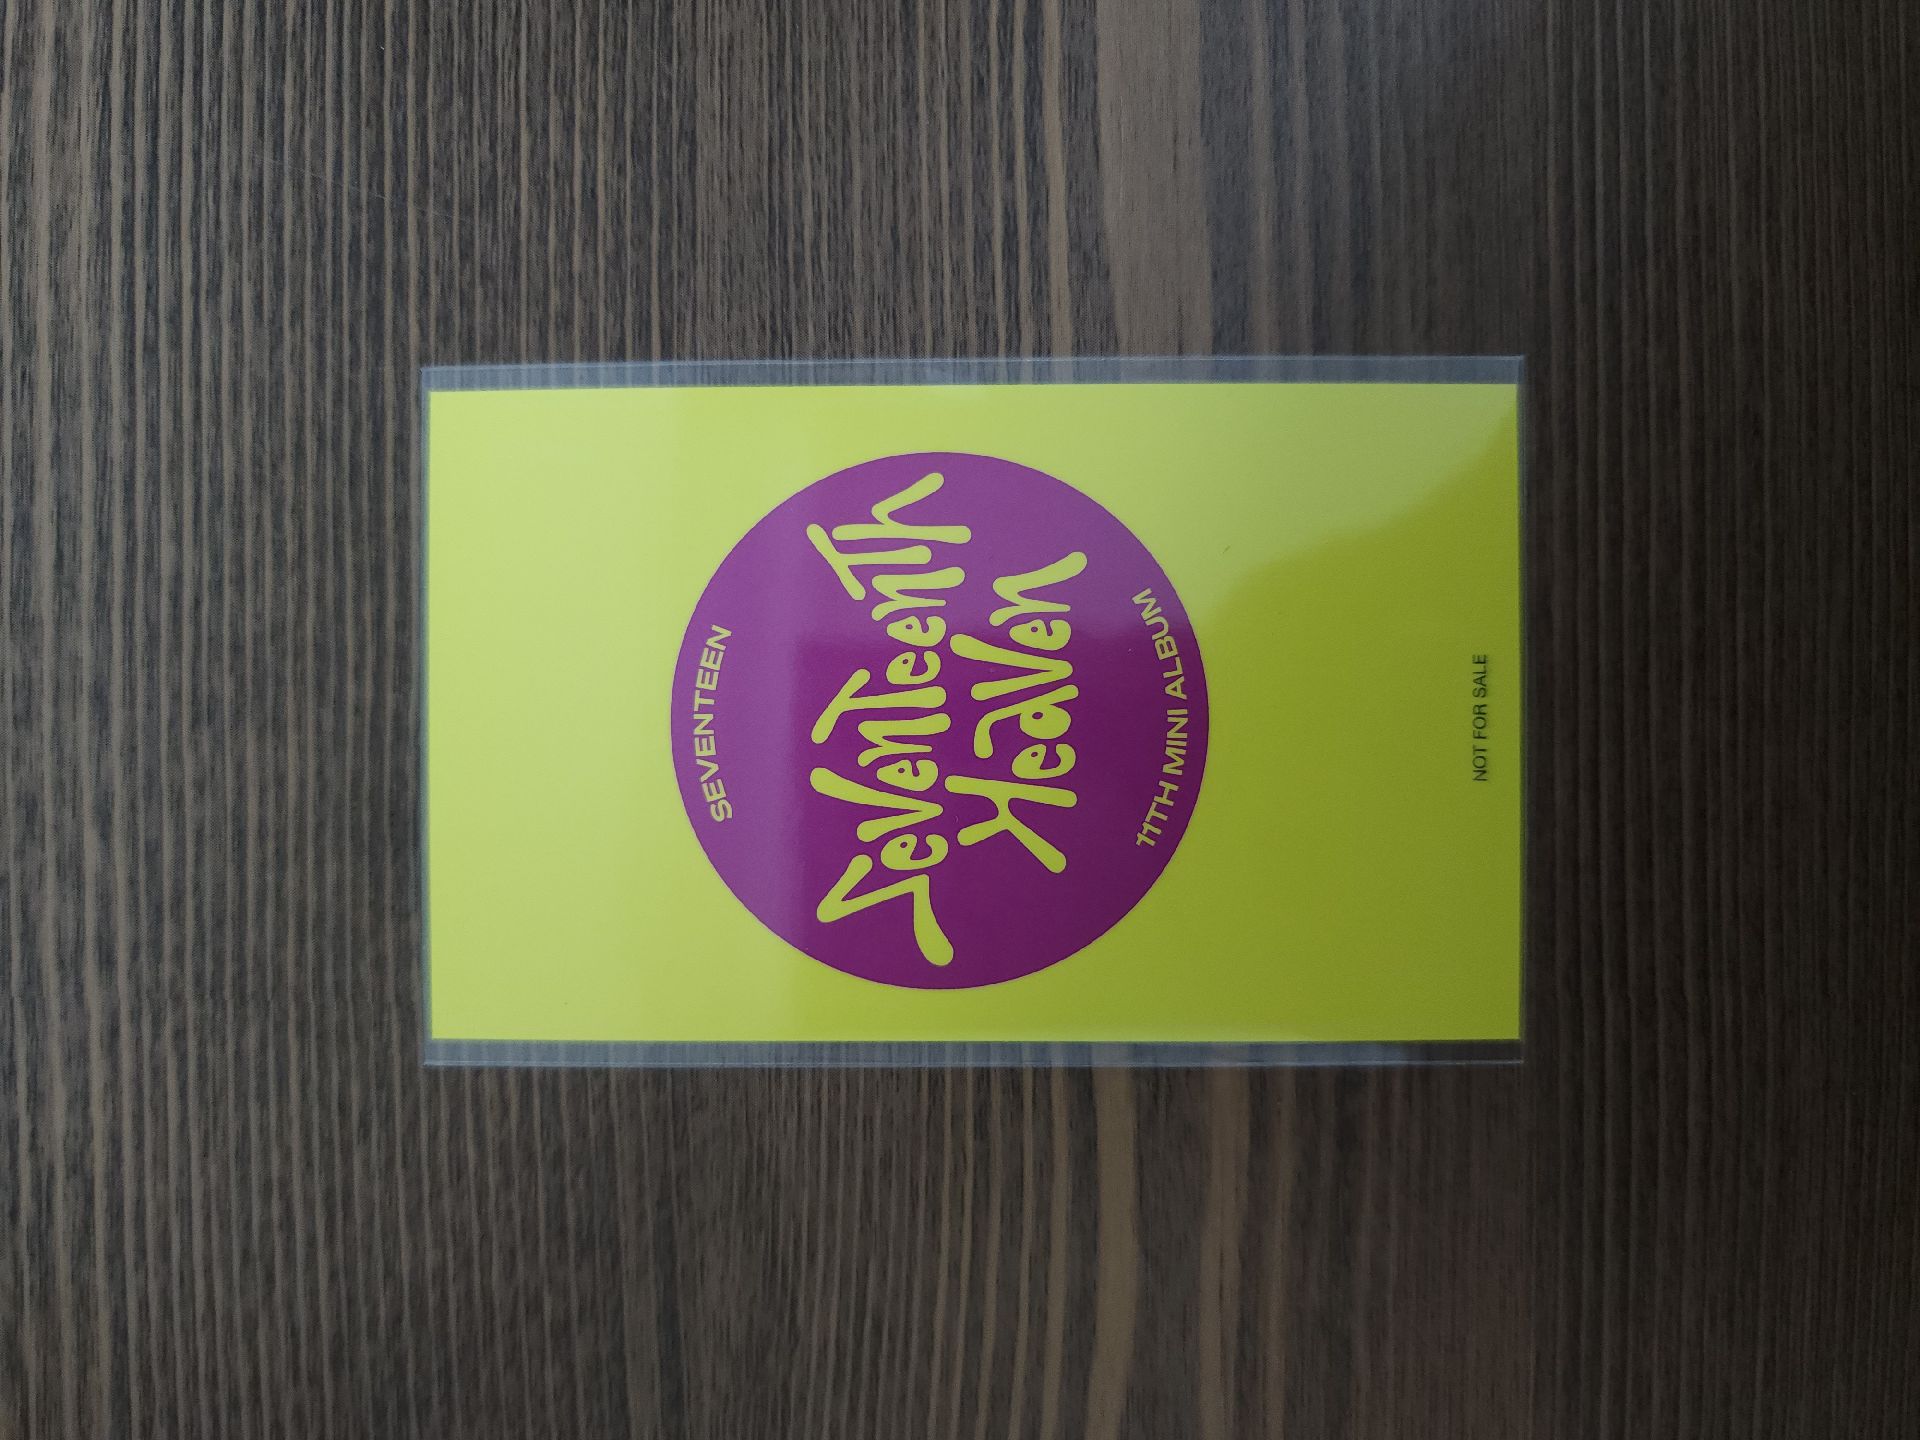 SEVENTEEN
SevenTeenTh
Heaven
11TH MINI ALBUM
NOT FOR SALE